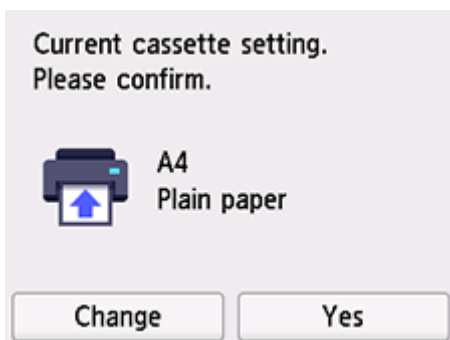 Current cassette setting.
Please confirm.
A4
Plain paper
Change
Yes